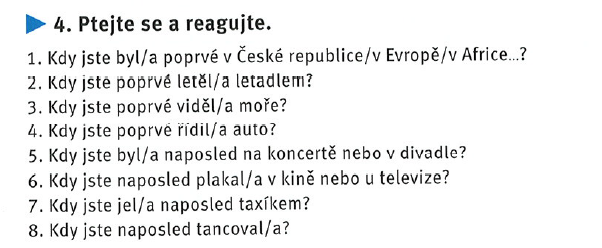 4. Ptejte se a reagujte.
1. Kdy jste byl/a poprvé v České republice/v Evropě/v Africe...?
2. Kdy jste poprvé letěl/a letadlem?
3. Kdy jste poprvé viděl/a moře?
4. Kdy jste poprvé řídil/a auto?
5. Kdy jste byl/a naposled na koncertě nebo v divadle?
6. Kdy jste naposled plakal/a v kině nebo u televize?
7. Kdy jste jel/a naposled taxíkem?
8. Kdy jste naposled tancoval/a?